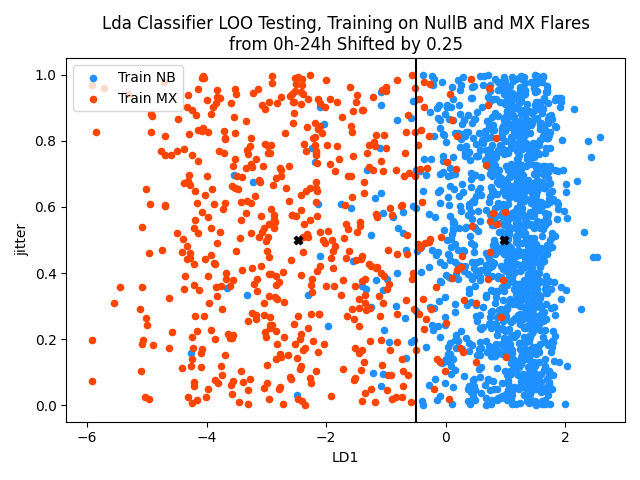 Lda Classifier LOO Testing, Training on NullB and MX Flares
from 0h-24h Shifted by 0.25
Train NB
Train MX
jitter
1.0
0.8
0.6
0.4
0.2
0.0
−6
−4
−2
0
2
LD1